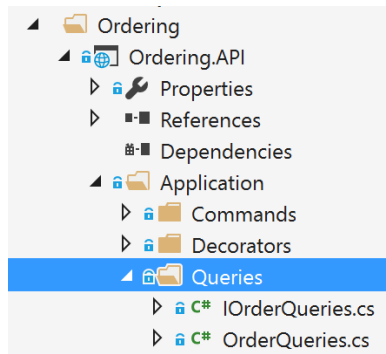 Ordering
Ordering.API
Properties
References
Dependencies
Application
Commands
Decorators
Queries
C# IOrderQueries.cs
C# OrderQueries.cs